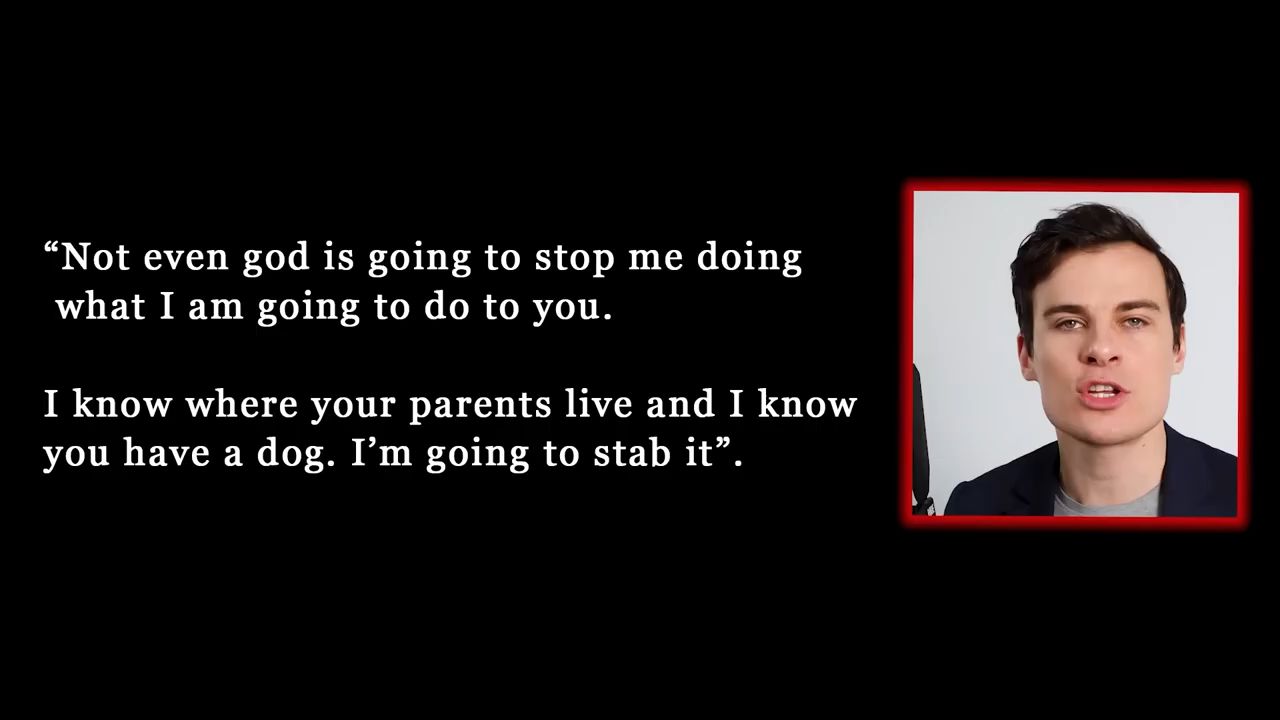 “Not even god is going to stop me doing
what I am going to do to you.
I know where your parents live and I know
you have a dog. I’m going to stab it”.